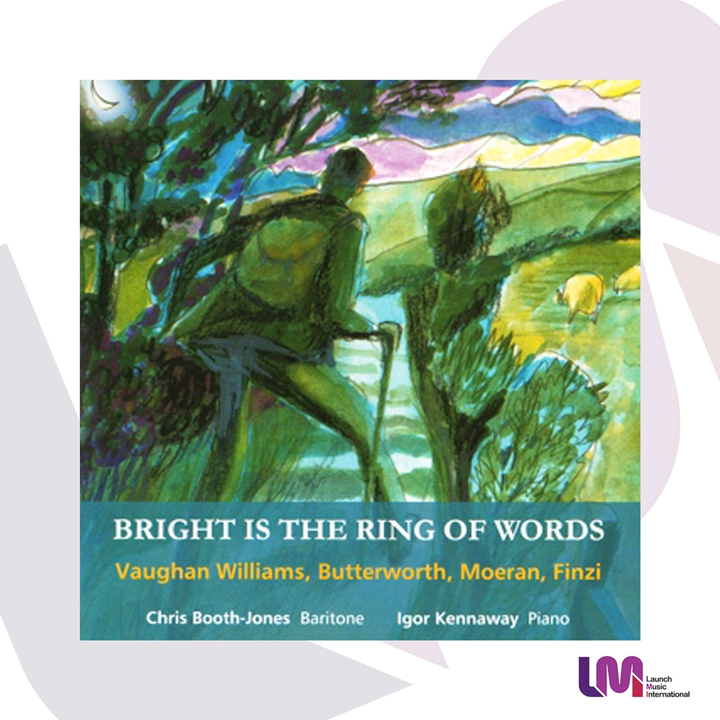 BRIGHT IS THE RING OF WORDS
Vaughan Williams, Butterworth, Moeran, Finzi
Chris Booth-Jones Baritone Igor Kennaway Piano
LM
Launch
Music
International